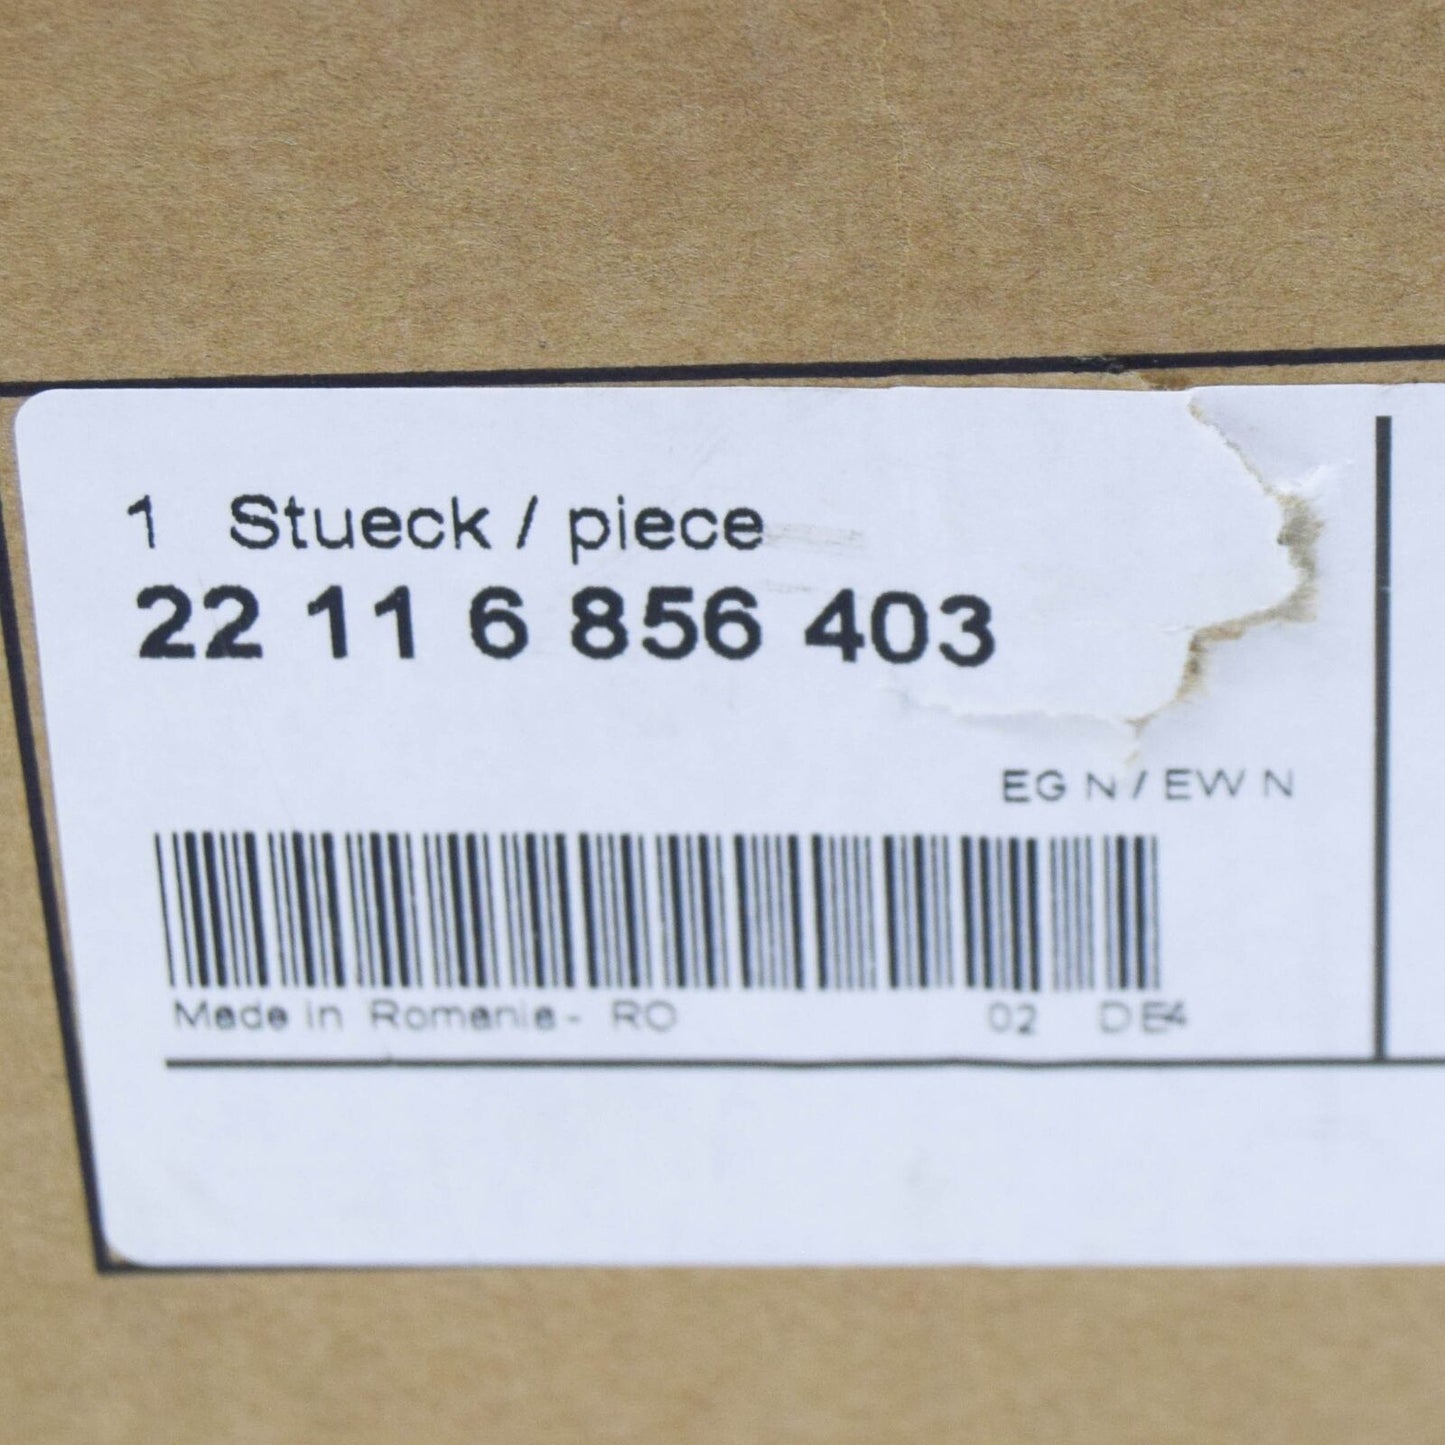 1 Stueck / piece
22 11 6 856 403
EG N / EW N
Made in Romania - RO 02 DE4